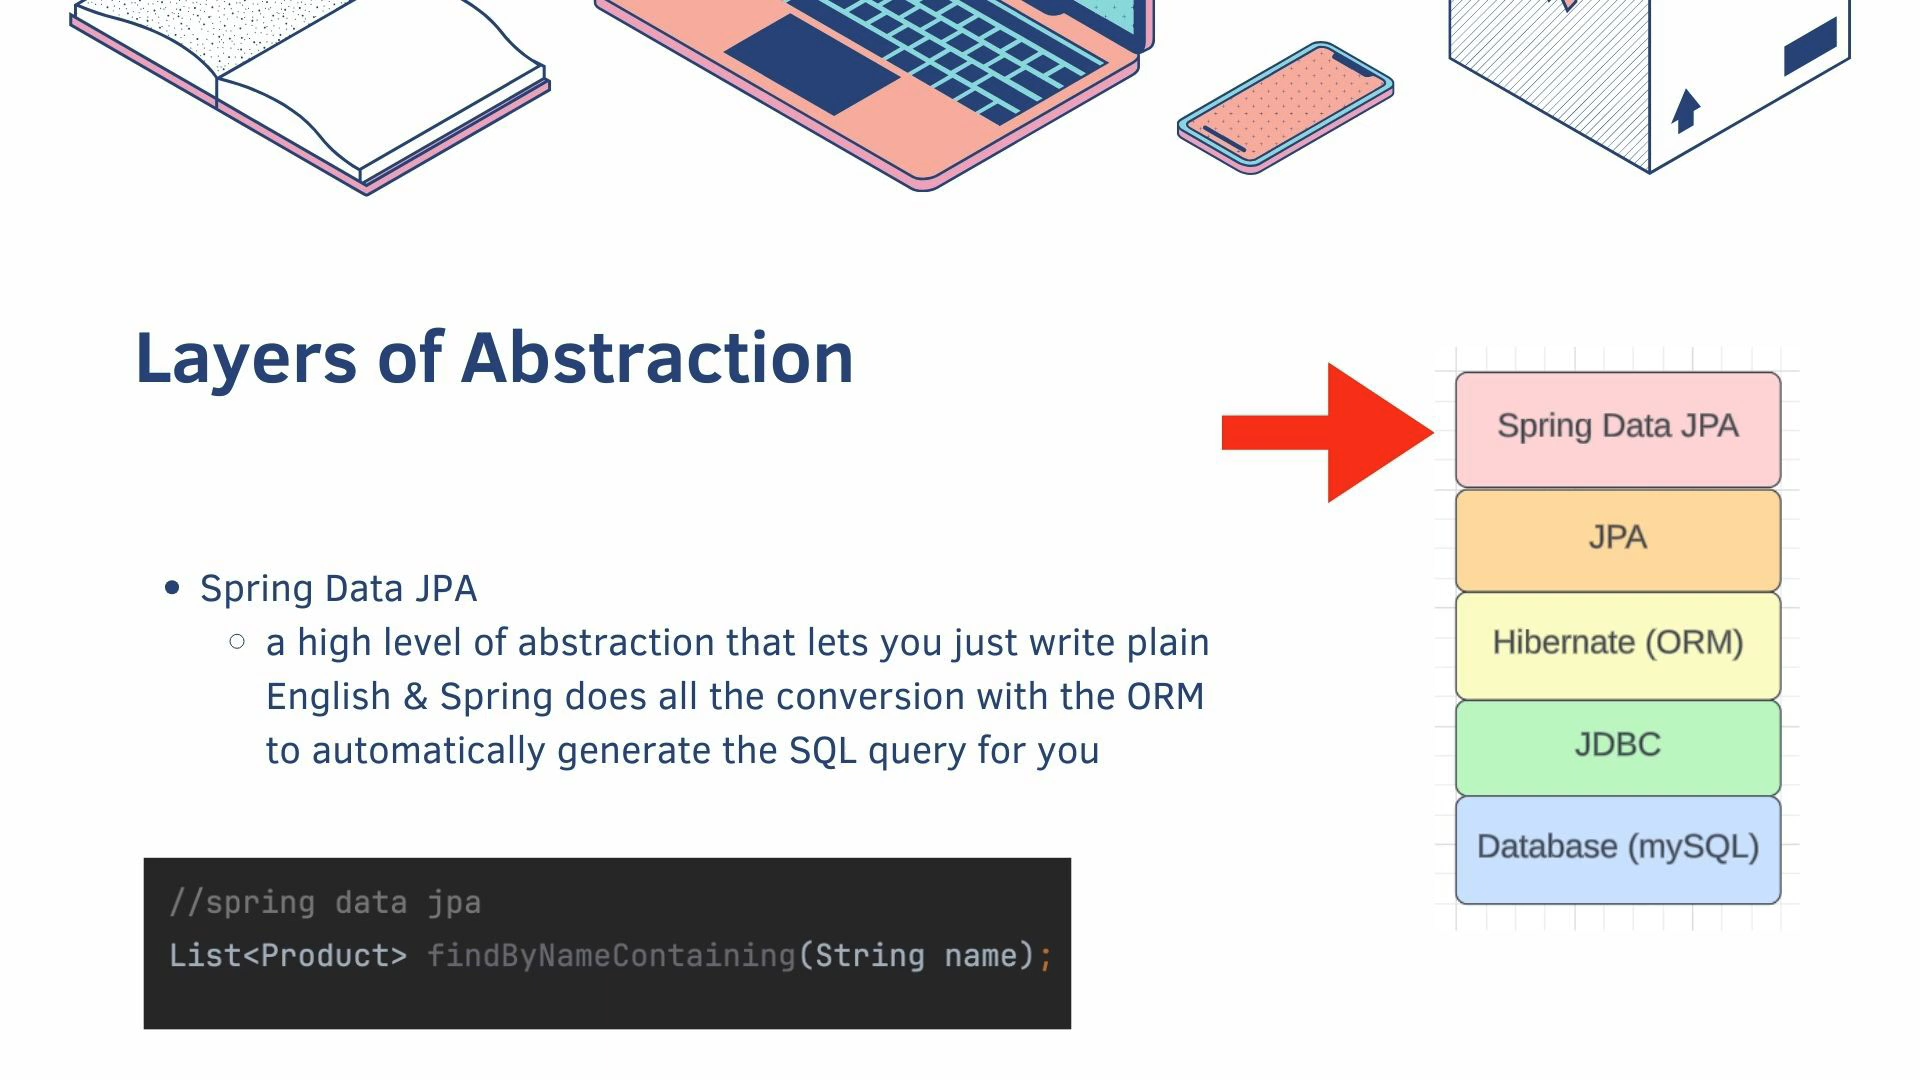 Layers of Abstraction
Spring Data JPA
a high level of abstraction that lets you just write plain
English & Spring does all the conversion with the ORM
to automatically generate the SQL query for you
//spring data jpa
List<Product> findByNameContaining(String name);
Spring Data JPA
JPA
Hibernate (ORM)
JDBC
Database (mySQL)